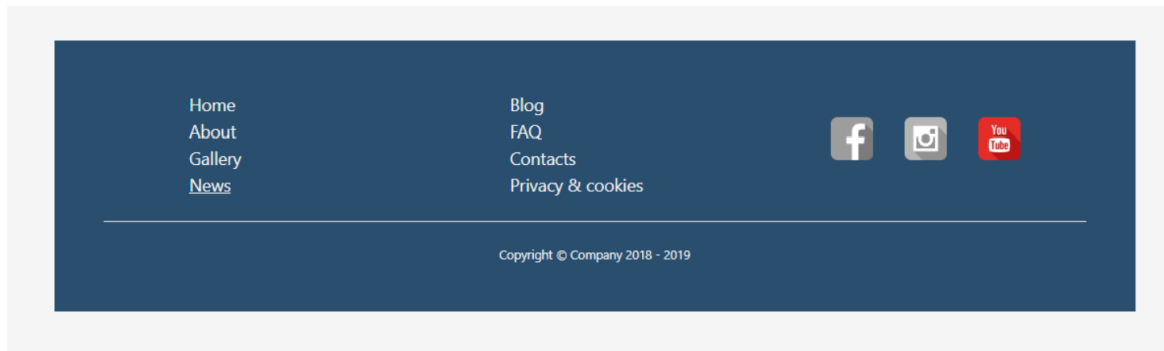 Home
About
Gallery
News
Blog
FAQ
Contacts
Privacy & cookies
f
You
Tube
Copyright © Company 2018 - 2019